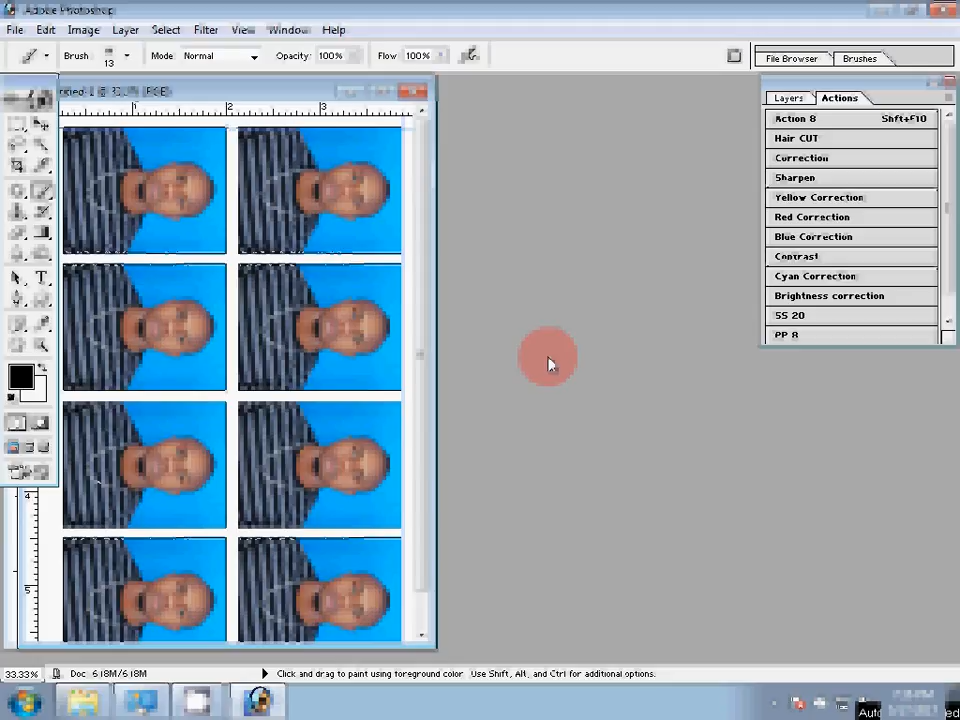 Adobe Photoshop
File Edit Image Layer Select Filter View Window Help
Brush 13 Mode Normal Opacity: 100% Flow 100% File Browser Brushes
Layers Actions
1 2 3
Action 8 Shft+F10
Hair CUT
Correction
Sharpen
Yellow Correction
Red Correction
Blue Correction
Contrast
Cyan Correction
Brightness correction
SS 20
PP 8
T
4
5
33.33% Doc 6.18M/6.18M Click and drag to paint using foreground color. Use Shift, Alt, and Ctrl for additional options.